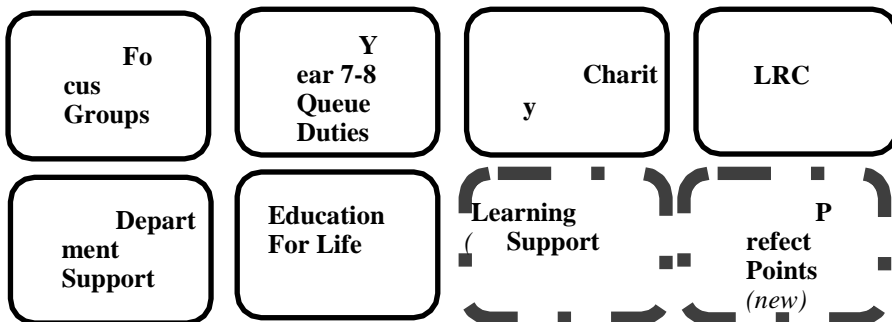 Fo
cus
Groups
Y
ear 7-8
Queue
Duties
Charit
y
LRC
Depart
ment
Support
Education
For Life
Learning
( Support
P
refect
Points
(new)